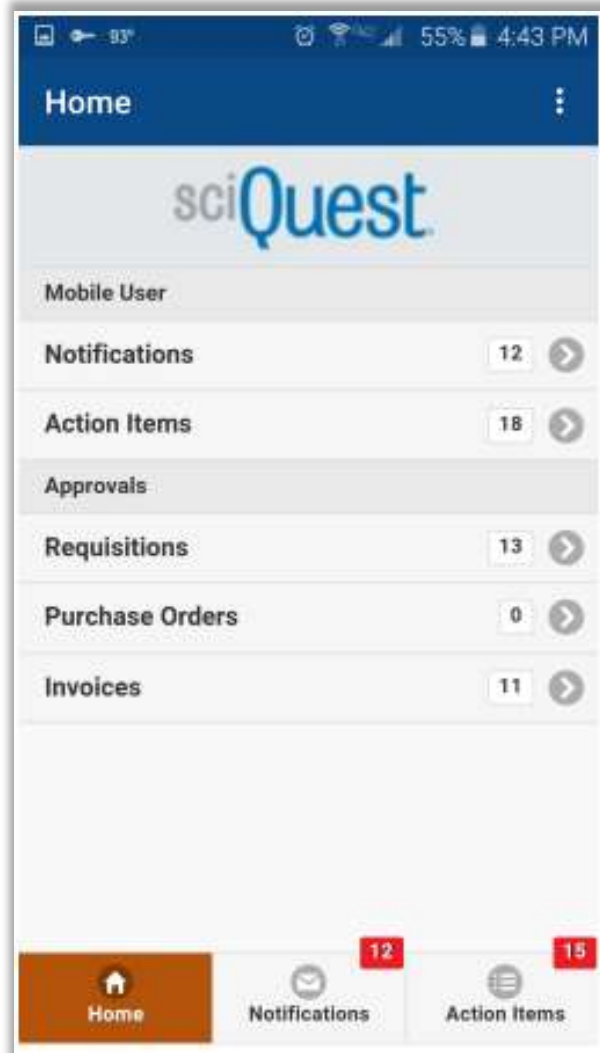 93° 55% 4:43 PM
Home
sciQuest
Mobile User
Notifications 12
Action Items 18
Approvals
Requisitions 13
Purchase Orders 0
Invoices 11
12 15
Home Notifications Action Items